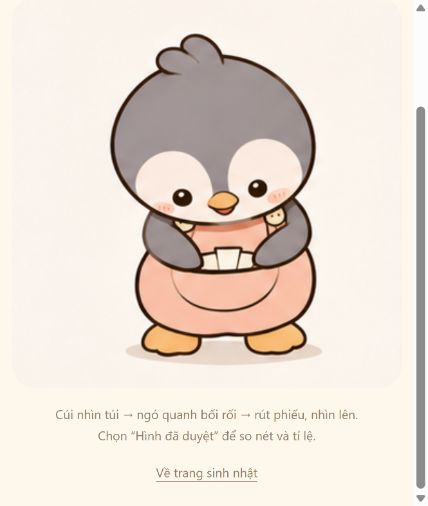 Cúi nhìn túi → ngó quanh bối rối → rút phiếu, nhìn lên.
Chọn “Hình đã duyệt” để so nét và tỉ lệ.
Về trang sinh nhật